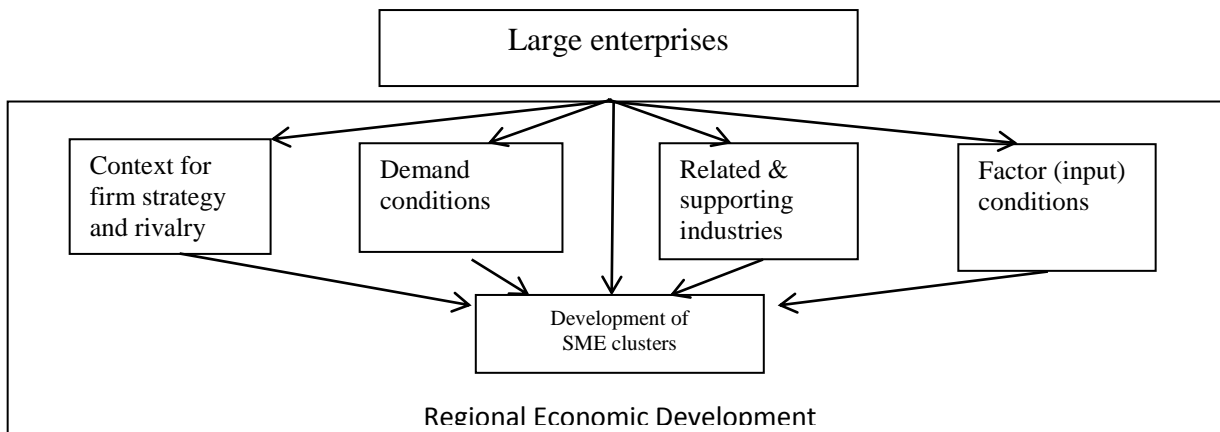 Large enterprises
Context for
firm strategy
and rivalry
Demand
conditions
Related &
supporting
industries
Factor (input)
conditions
Development of
SME clusters
Regional Economic Development